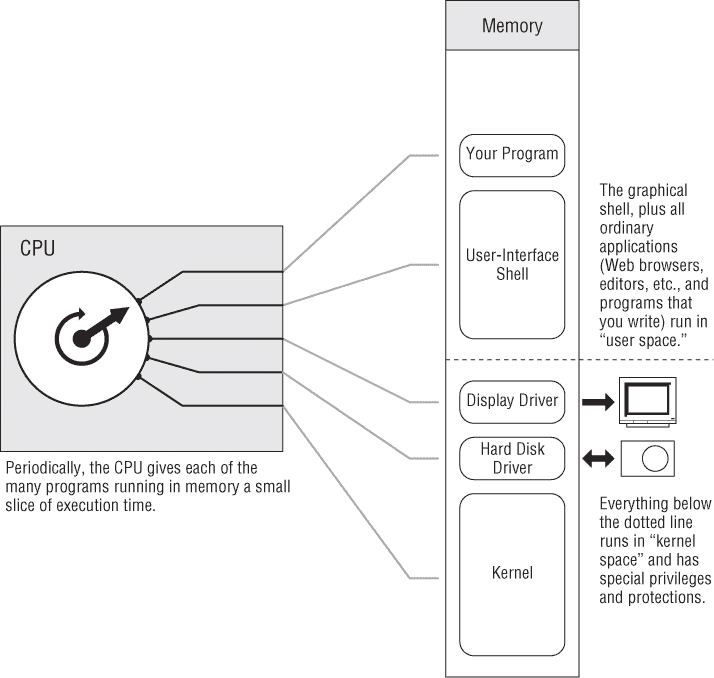 Memory
Your Program
User-Interface
Shell
The graphical
shell, plus all
ordinary
applications
(Web browsers,
editors, etc., and
programs that
you write) run in
“user space.”
CPU
Periodically, the CPU gives each of the
many programs running in memory a small
slice of execution time.
Display Driver
Hard Disk
Driver
Kernel
Everything below
the dotted line
runs in “kernel
space” and has
special privileges
and protections.